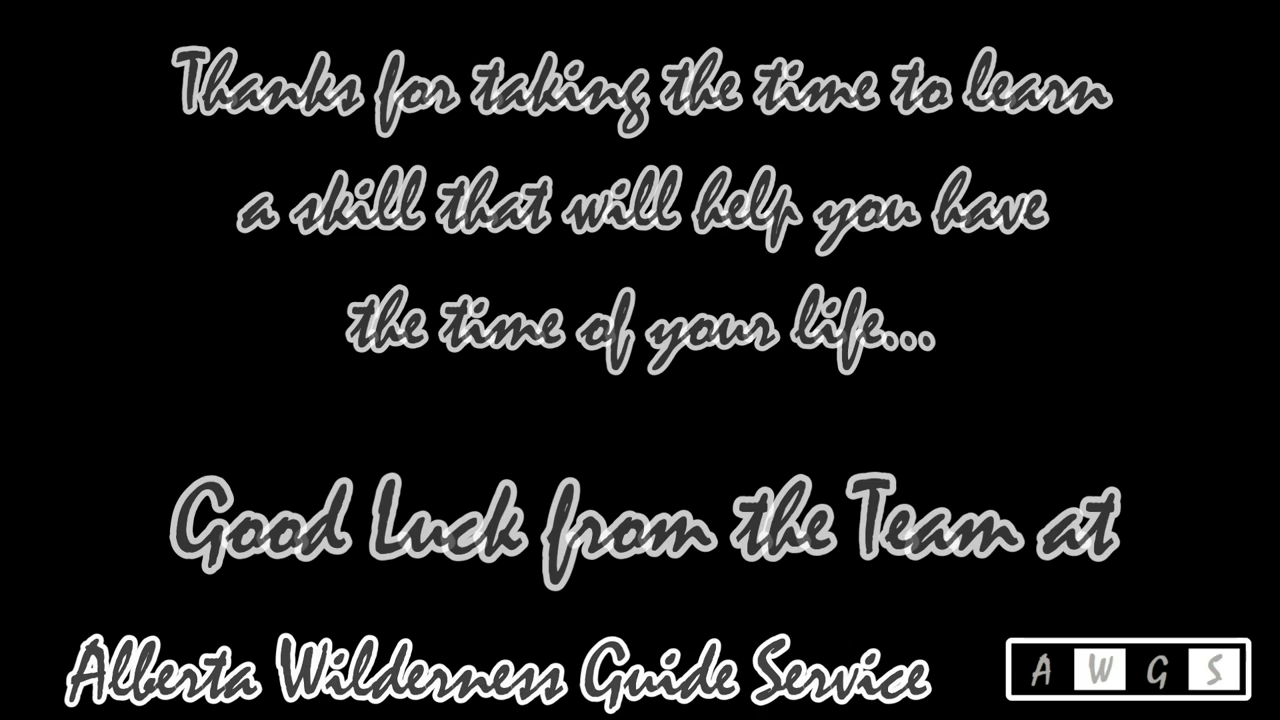 Thanks for taking the time to learn
a skill that will help you have
the time of your life...
Good Luck from the Team at
Alberta Wilderness Guide Service
A W G S